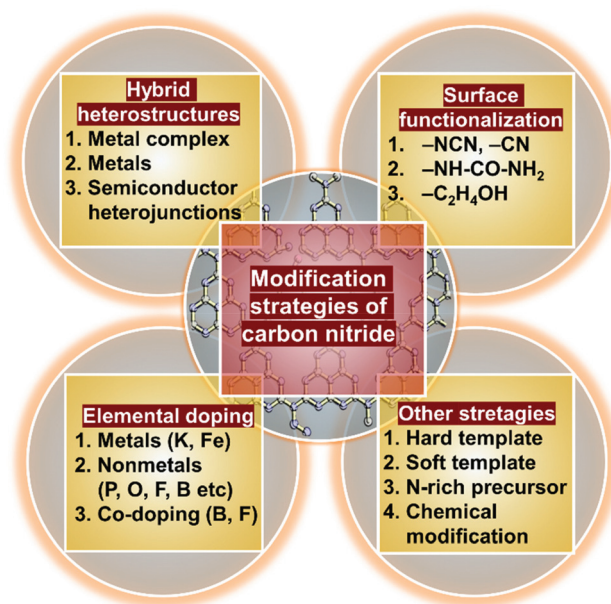 Hybrid
heterostructures
1. Metal complex
2. Metals
3. Semiconductor
heterojunctions
Surface
functionalization
1. –NCN, –CN
2. –NH-CO-NH₂
3. –C₂H₄OH
Modification
strategies of
carbon nitride
Elemental doping
1. Metals (K, Fe)
2. Nonmetals
(P, O, F, B etc)
3. Co-doping (B, F)
Other stretagies
1. Hard template
2. Soft template
3. N-rich precursor
4. Chemical
modification